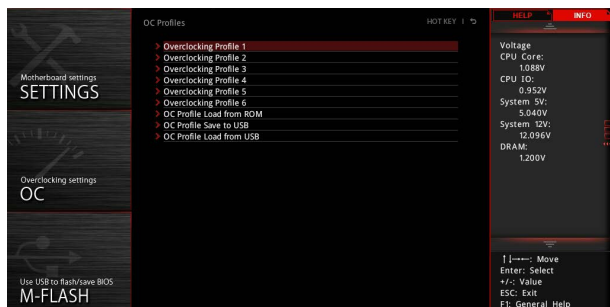 OC Profiles
HOT KEY
HELP
INFO
Motherboard settings
SETTINGS
Overclocking settings
OC
Use USB to flash/save BIOS
M-FLASH
> Overclocking Profile 1
> Overclocking Profile 2
> Overclocking Profile 3
> Overclocking Profile 4
> Overclocking Profile 5
> Overclocking Profile 6
> OC Profile Load from ROM
> OC Profile Save to USB
> OC Profile Load from USB
Voltage
CPU Core:
1.088V
CPU IO:
0.952V
System 5V:
5.040V
System 12V:
12.096V
DRAM:
1.200V
↑↓→←: Move
Enter: Select
+/-: Value
ESC: Exit
F1: General Help